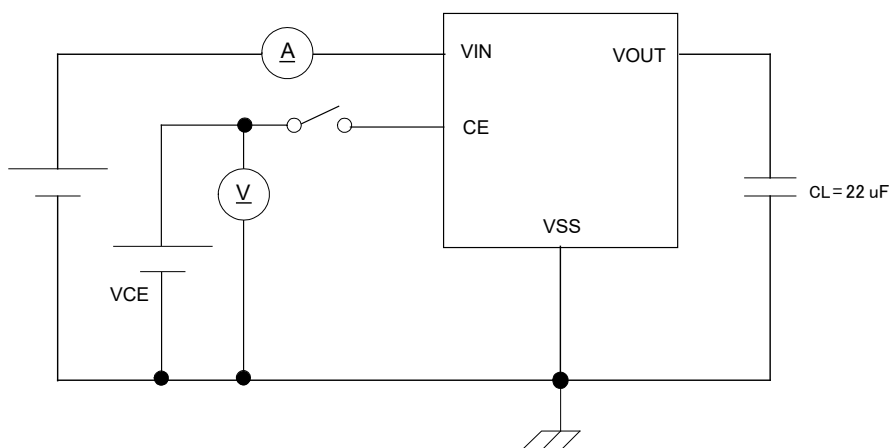 A
VIN
VOUT
CE
V
CL=22 uF
VSS
VCE